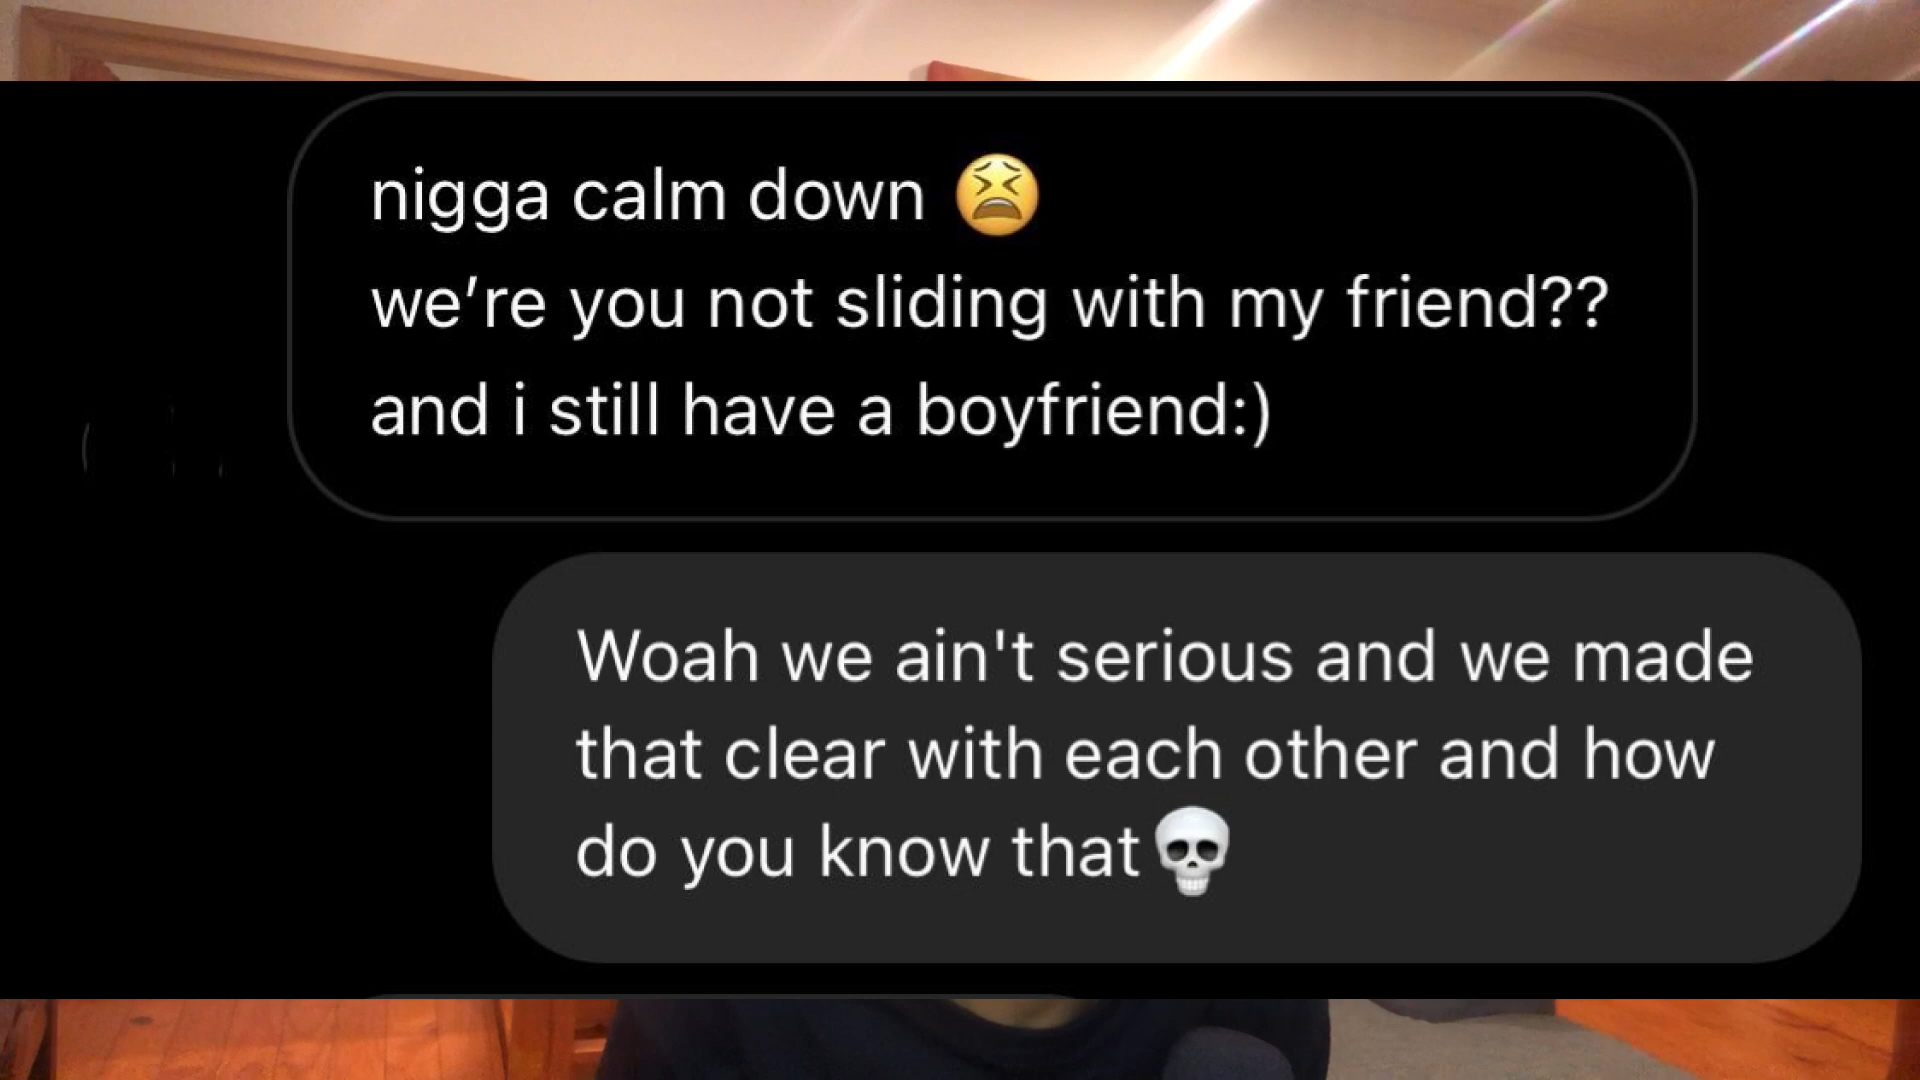 nigga calm down 😫
we’re you not sliding with my friend??
and i still have a boyfriend:)
Woah we ain't serious and we made
that clear with each other and how
do you know that💀